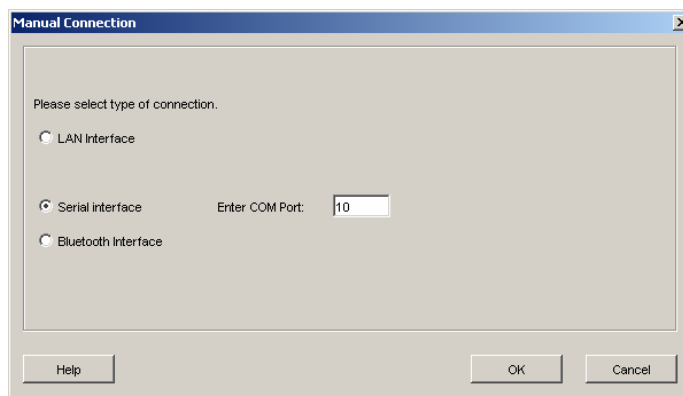 Manual Connection
Please select type of connection.
LAN Interface
Serial interface Enter COM Port: 10
Bluetooth Interface
Help OK Cancel